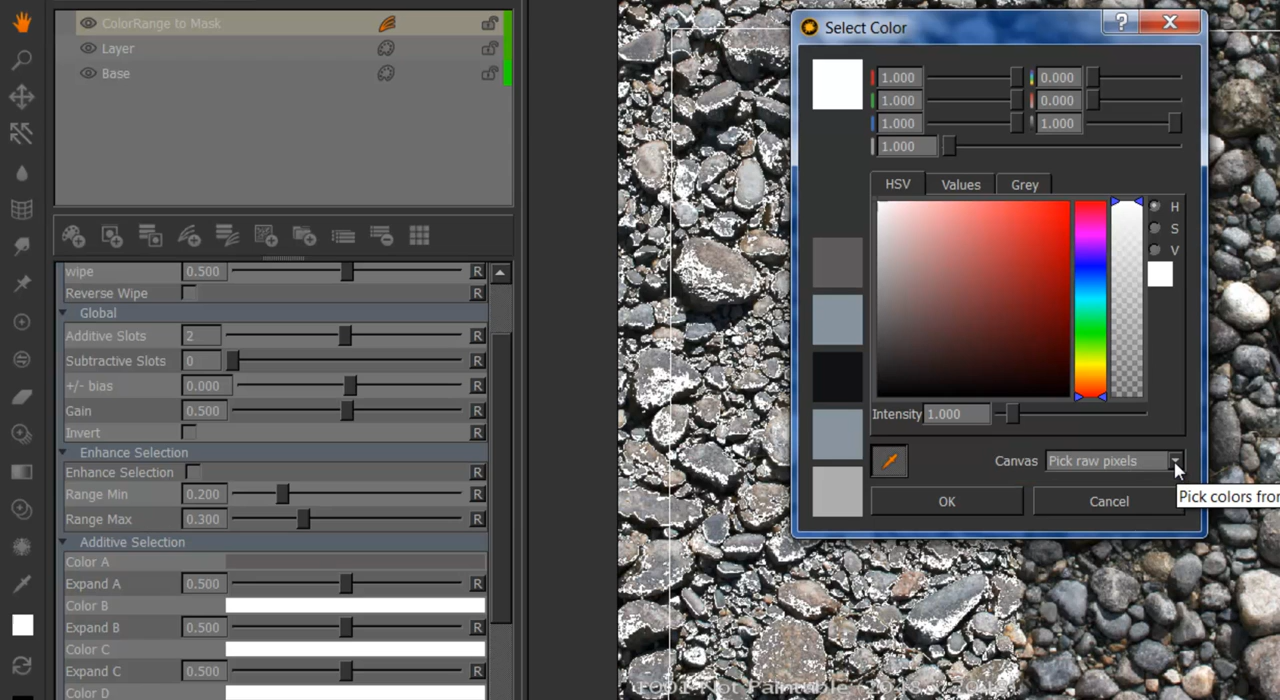 ColorRange to Mask
Layer
Base
wipe 0.500 R
Reverse Wipe R
Global
Additive Slots 2 R
Subtractive Slots 0 R
+/- bias 0.000 R
Gain 0.500 R
Invert R
Enhance Selection
Enhance Selection R
Range Min 0.200 R
Range Max 0.300 R
Additive Selection
Color A
Expand A 0.500 R
Color B
Expand B 0.500 R
Color C
Expand C 0.500 R
Color D
Select Color
?
1.000 0.000
1.000 0.000
1.000 1.000
1.000
HSV Values Grey
H
S
V
Intensity 1.000
Canvas Pick raw pixels
Pick colors from
OK Cancel
Not Paintable